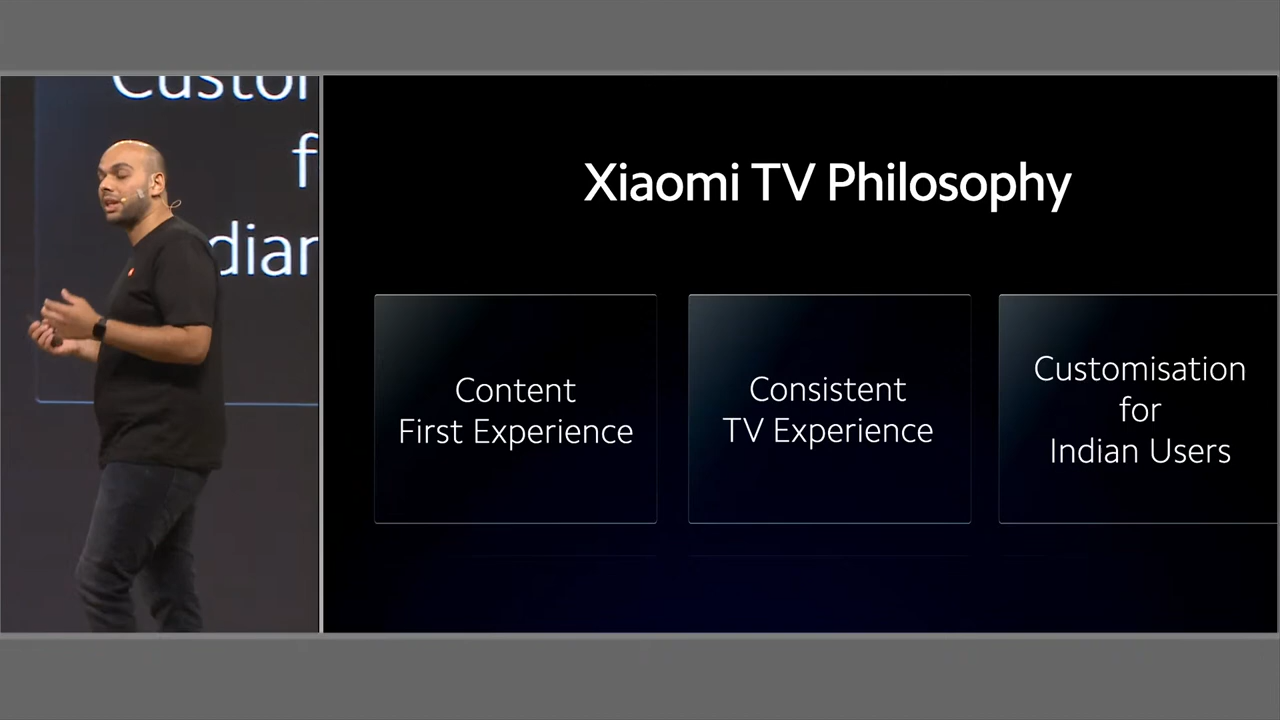 Xiaomi TV Philosophy
Content
First Experience
Consistent
TV Experience
Customisation
for
Indian Users